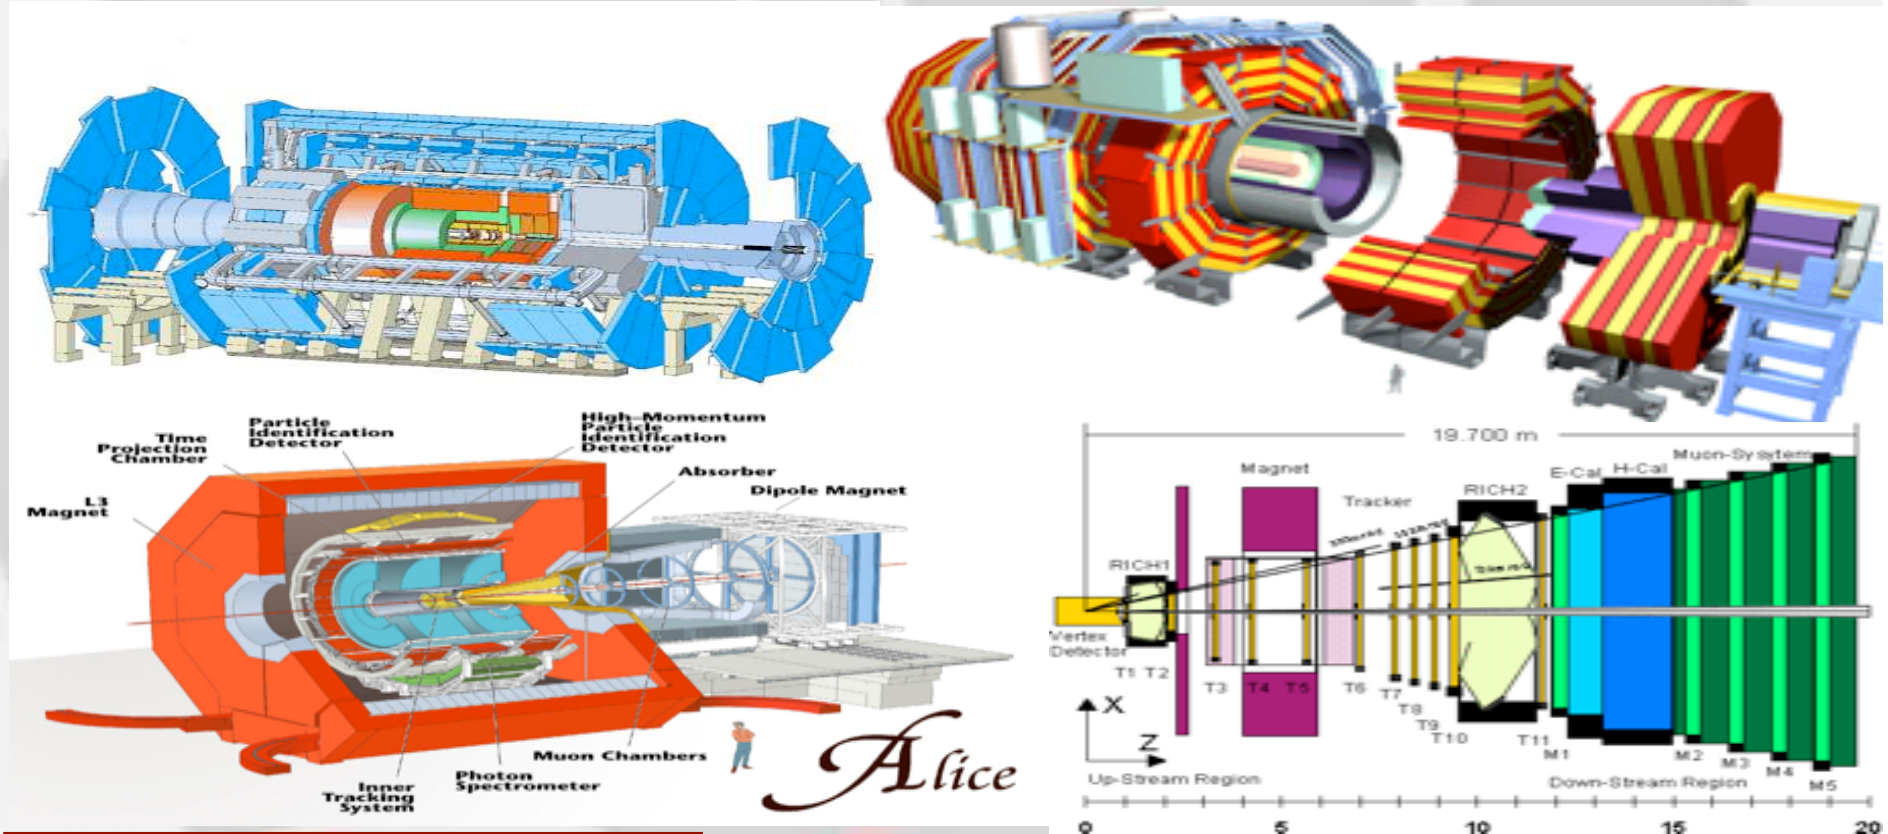 Time
Projection
Chamber
Particle
Identification
Detector
High-Momentum
Particle
Identification
Detector
Absorber
Dipole Magnet
L3
Magnet
Muon Chambers
Photon
Spectrometer
Inner
Tracking
System
Alice
19.700 m
Magnet
Tracker
RICH2
E-Cal
H-Cal
Muon-System
RICH1
Vertex
Detector
T1 T2
T3
T4
T5
T6
T7
T8
T9
T10
T11
M1
M2
M3
M4
M5
X
Z
Up-Stream Region
Down-Stream Region
0 5 10 15 20